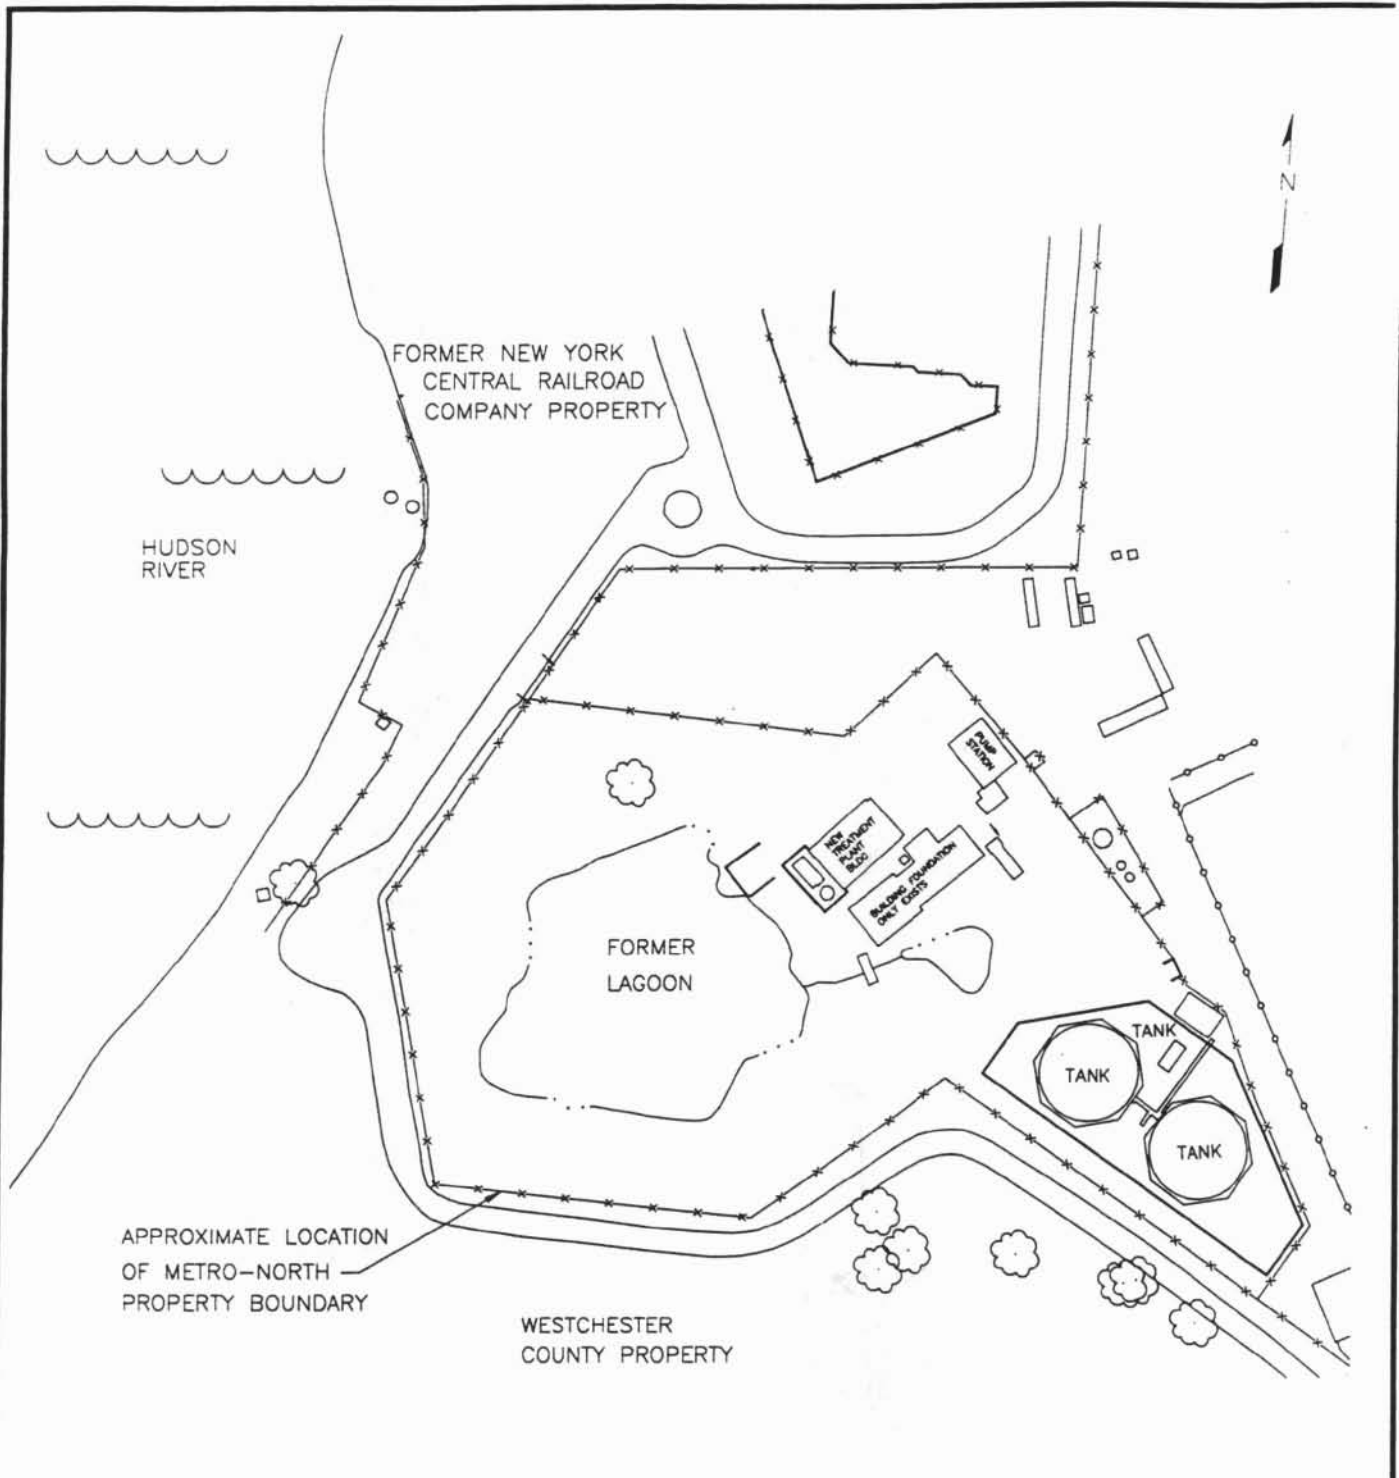 N
FORMER NEW YORK
CENTRAL RAILROAD
COMPANY PROPERTY
HUDSON
RIVER
PUMP
STATION
NEW
TREATMENT
PLANT
BLDG
BUILDING FOUNDATION
ONLY EXISTS
FORMER
LAGOON
TANK
TANK
TANK
APPROXIMATE LOCATION
OF METRO-NORTH
PROPERTY BOUNDARY
WESTCHESTER
COUNTY PROPERTY